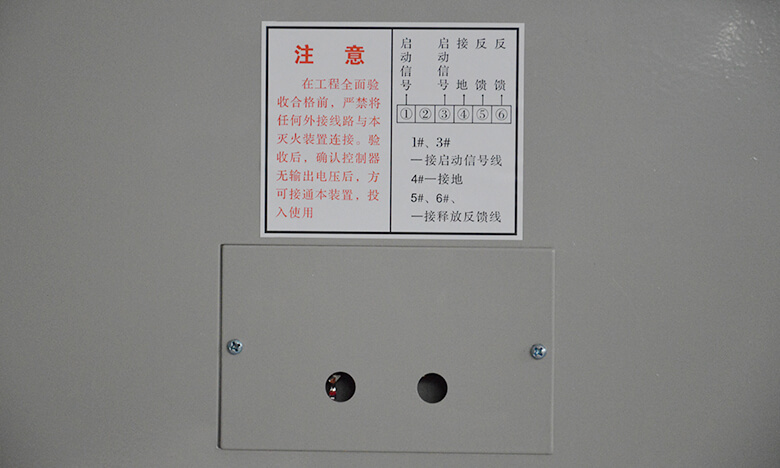 注 意
在工程全面验
收合格前，严禁将
任何外接线路与本
灭火装置连接。验
收后，确认控制器
无输出电压后，方
可接通本装置，投
入使用
启动信号
启动信号
接地
反馈
反馈
①②③④⑤⑥
1#、3#
—接启动信号线
4#—接地
5#、6#、
—接释放反馈线